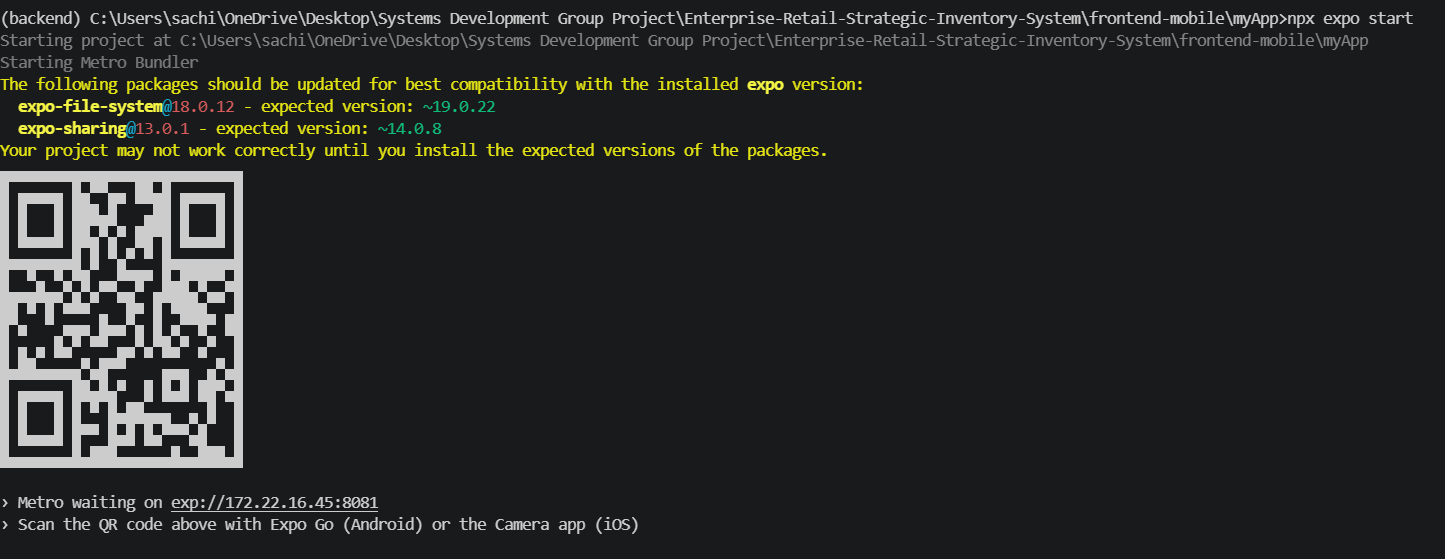 (backend) C:\Users\sachi\OneDrive\Desktop\Systems Development Group Project\Enterprise-Retail-Strategic-Inventory-System\frontend-mobile\myApp>npx expo start
Starting project at C:\Users\sachi\OneDrive\Desktop\Systems Development Group Project\Enterprise-Retail-Strategic-Inventory-System\frontend-mobile\myApp
Starting Metro Bundler
The following packages should be updated for best compatibility with the installed expo version:
  expo-file-system@18.0.12 - expected version: ~19.0.22
  expo-sharing@13.0.1 - expected version: ~14.0.8
Your project may not work correctly until you install the expected versions of the packages.
› Metro waiting on exp://172.22.16.45:8081
› Scan the QR code above with Expo Go (Android) or the Camera app (iOS)